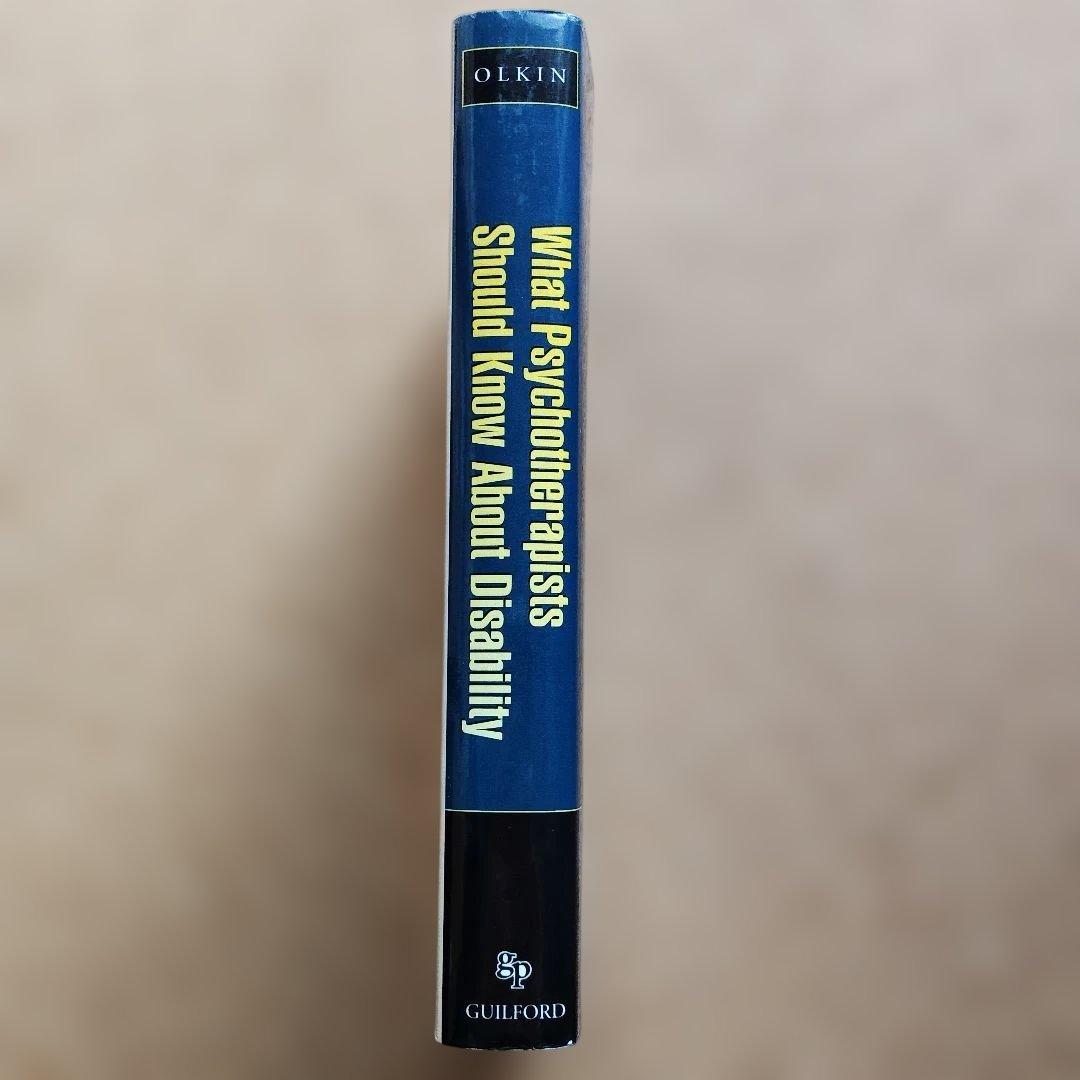 OLKIN
What Psychotherapists
Should Know About Disability
gp
GUILFORD